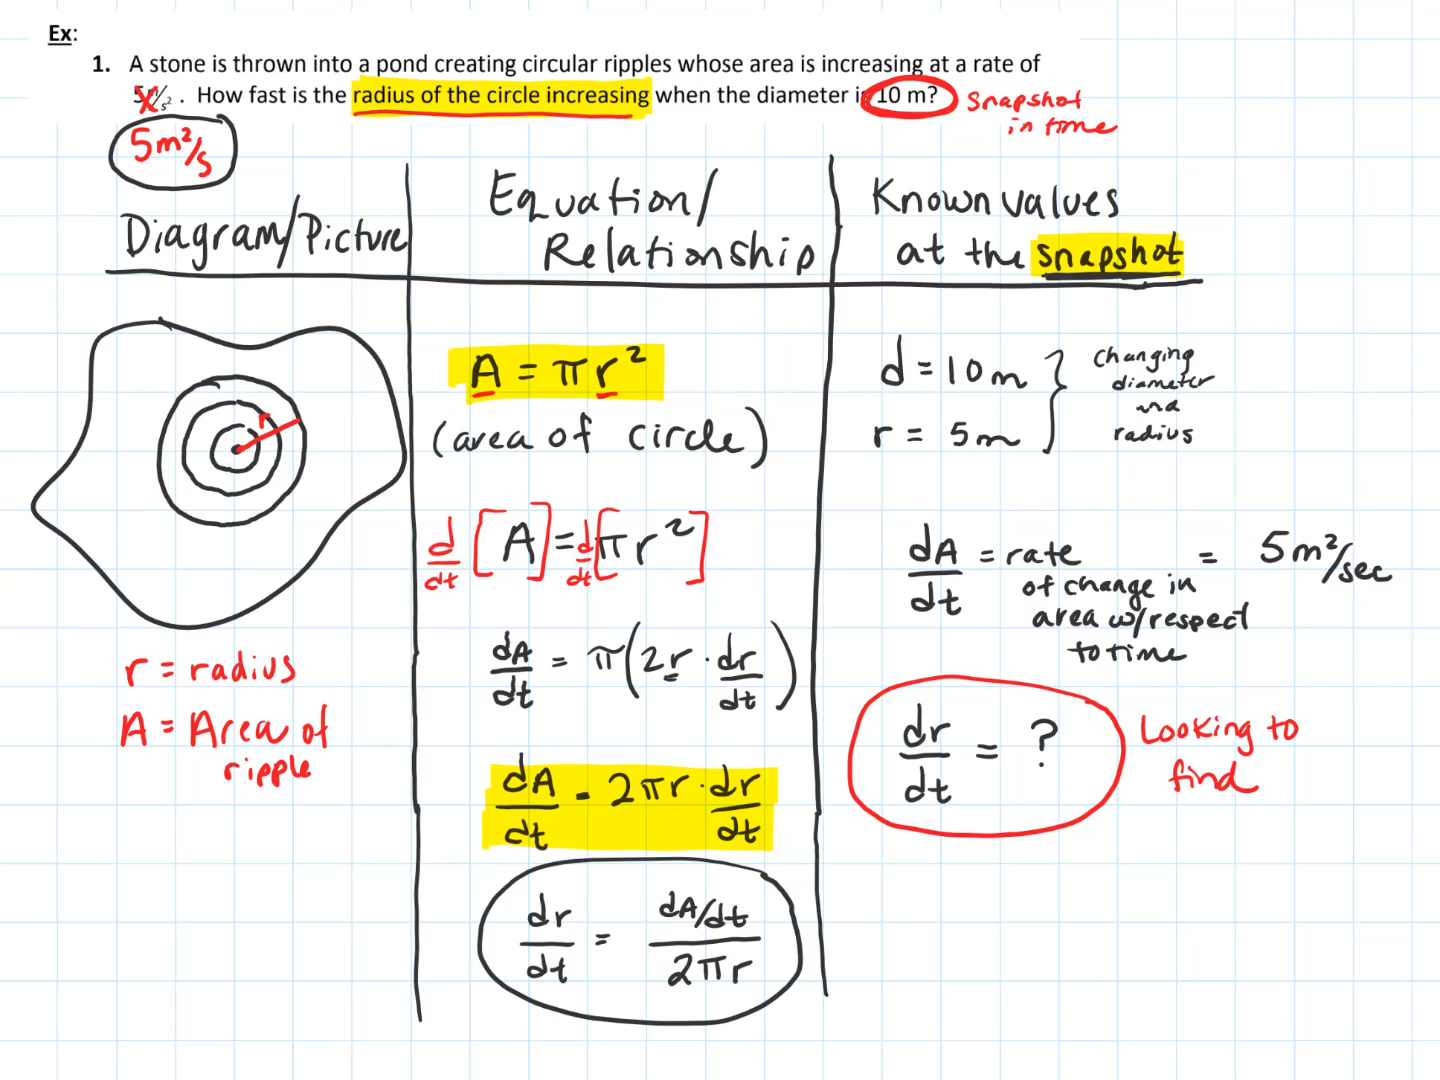 Ex:
1. A stone is thrown into a pond creating circular ripples whose area is increasing at a rate of
. How fast is the radius of the circle increasing when the diameter is 10 m?
Snapshot
in time
5m²/s
Diagram/Picture
Equation/
Relationship
Known values
at the snapshot
r
r = radius
A = Area of
ripple
A = πr²
(area of circle)
d/dt [A] = d/dt [πr²]
dA/dt = π(2r · dr/dt)
dA/dt = 2πr · dr/dt
dr/dt = (dA/dt)/(2πr)
d = 10m
r = 5m
changing
diameter
and
radius
dA/dt = rate = 5m²/sec
of change in
area w/respect
to time
dr/dt = ?
Looking to
find